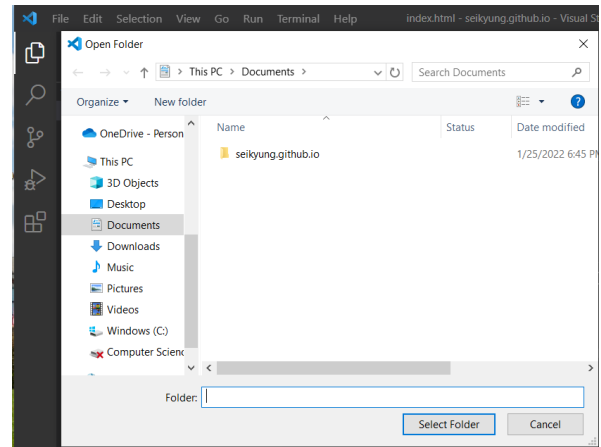 File Edit Selection View Go Run Terminal Help index.html - seikyung.github.io - Visual St
Open Folder
This PC > Documents >
Search Documents
Organize New folder
Name Status Date modified
OneDrive - Person
seikyung.github.io 1/25/2022 6:45 PM
This PC
3D Objects
Desktop
Documents
Downloads
Music
Pictures
Videos
Windows (C:)
Computer Scienc
Folder:
Select Folder Cancel